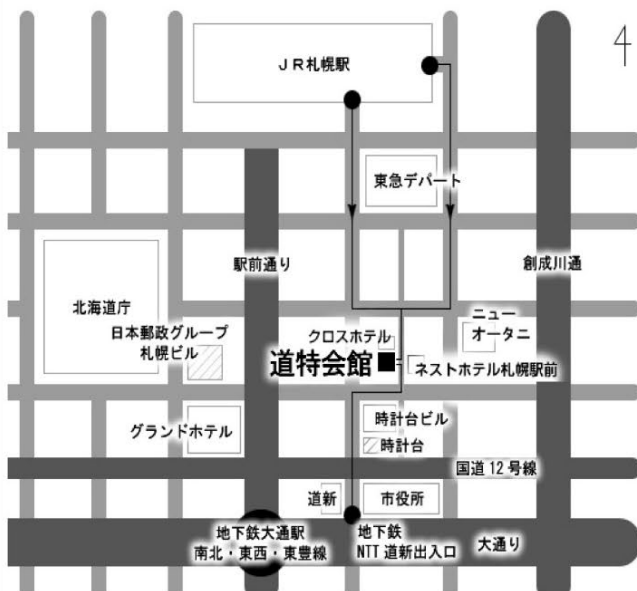 4
JR札幌駅
東急デパート
駅前通り
創成川通
北海道庁
日本郵政グループ
札幌ビル
クロスホテル
ニュー
オータニ
道特会館
ネストホテル札幌駅前
グランドホテル
時計台ビル
時計台
国道12号線
道新
市役所
地下鉄大通駅
南北・東西・東豊線
地下鉄
NTT道新出入口
大通り